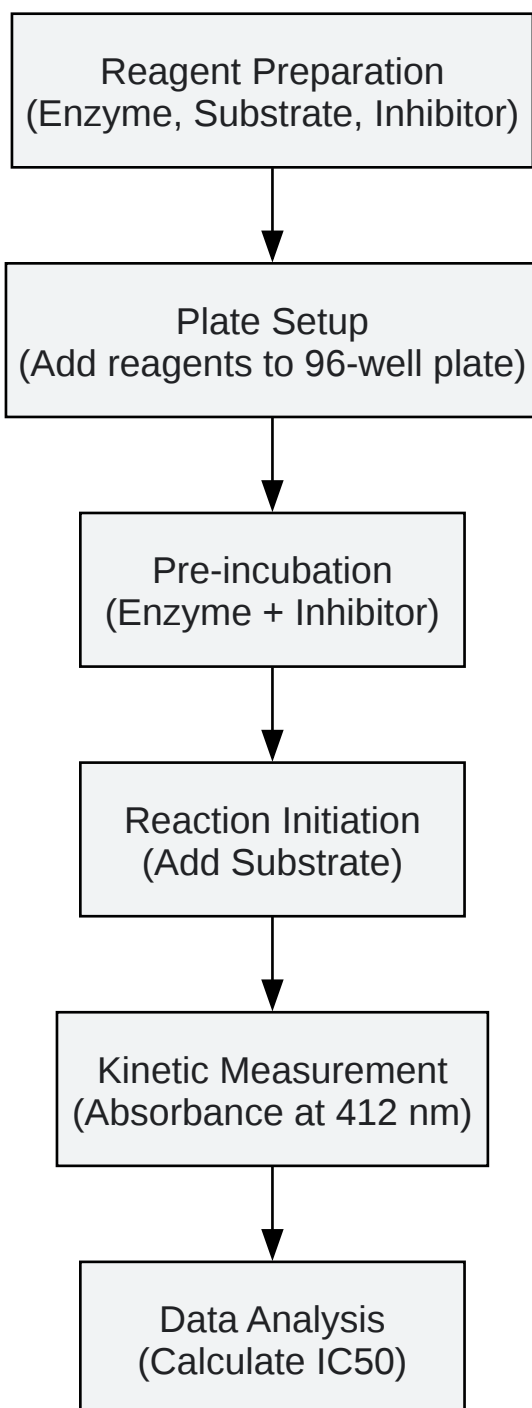 Reagent Preparation
(Enzyme, Substrate, Inhibitor)
Plate Setup
(Add reagents to 96-well plate)
Pre-incubation
(Enzyme + Inhibitor)
Reaction Initiation
(Add Substrate)
Kinetic Measurement
(Absorbance at 412 nm)
Data Analysis
(Calculate IC50)